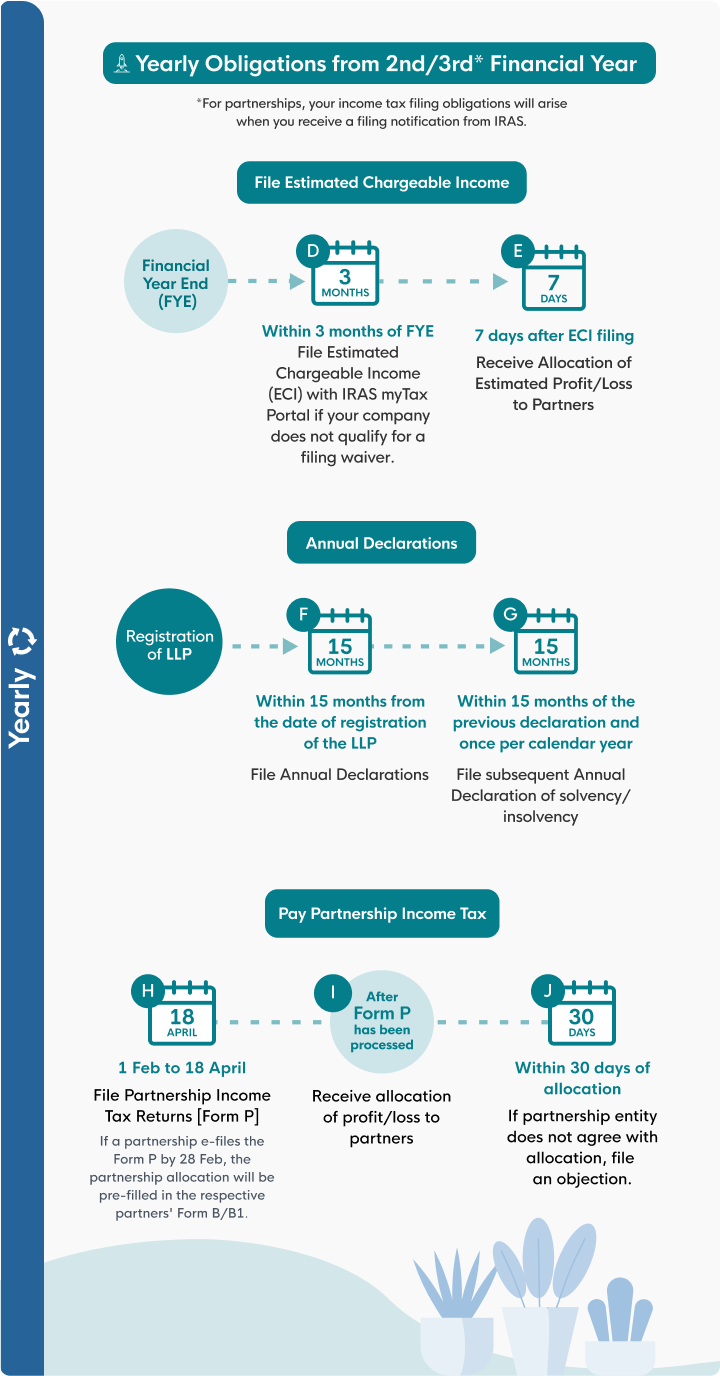 Yearly Obligations from 2nd/3rd* Financial Year
*For partnerships, your income tax filing obligations will arise
when you receive a filing notification from IRAS.
File Estimated Chargeable Income
Financial
Year End
(FYE)
D
3
MONTHS
Within 3 months of FYE
File Estimated
Chargeable Income
(ECI) with IRAS myTax
Portal if your company
does not qualify for a
filing waiver.
E
7
DAYS
7 days after ECI filing
Receive Allocation of
Estimated Profit/Loss
to Partners
Annual Declarations
Registration
of LLP
F
15
MONTHS
Within 15 months from
the date of registration
of the LLP
File Annual Declarations
G
15
MONTHS
Within 15 months of the
previous declaration and
once per calendar year
File subsequent Annual
Declaration of solvency/
insolvency
Yearly
Pay Partnership Income Tax
H
18
APRIL
1 Feb to 18 April
File Partnership Income
Tax Returns [Form P]
If a partnership e-files the
Form P by 28 Feb, the
partnership allocation will be
pre-filled in the respective
partners' Form B/B1.
I
After
Form P
has been
processed
Receive allocation
of profit/loss to
partners
J
30
DAYS
Within 30 days of
allocation
If partnership entity
does not agree with
allocation, file
an objection.